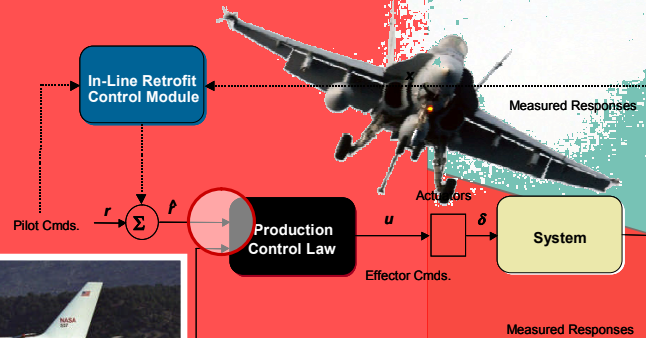 In-Line Retrofit
Control Module
x
Measured Responses
Actuators
Pilot Cmds.
r
Σ
r̂
Production
Control Law
u
δ
System
Effector Cmds.
NASA
Measured Responses